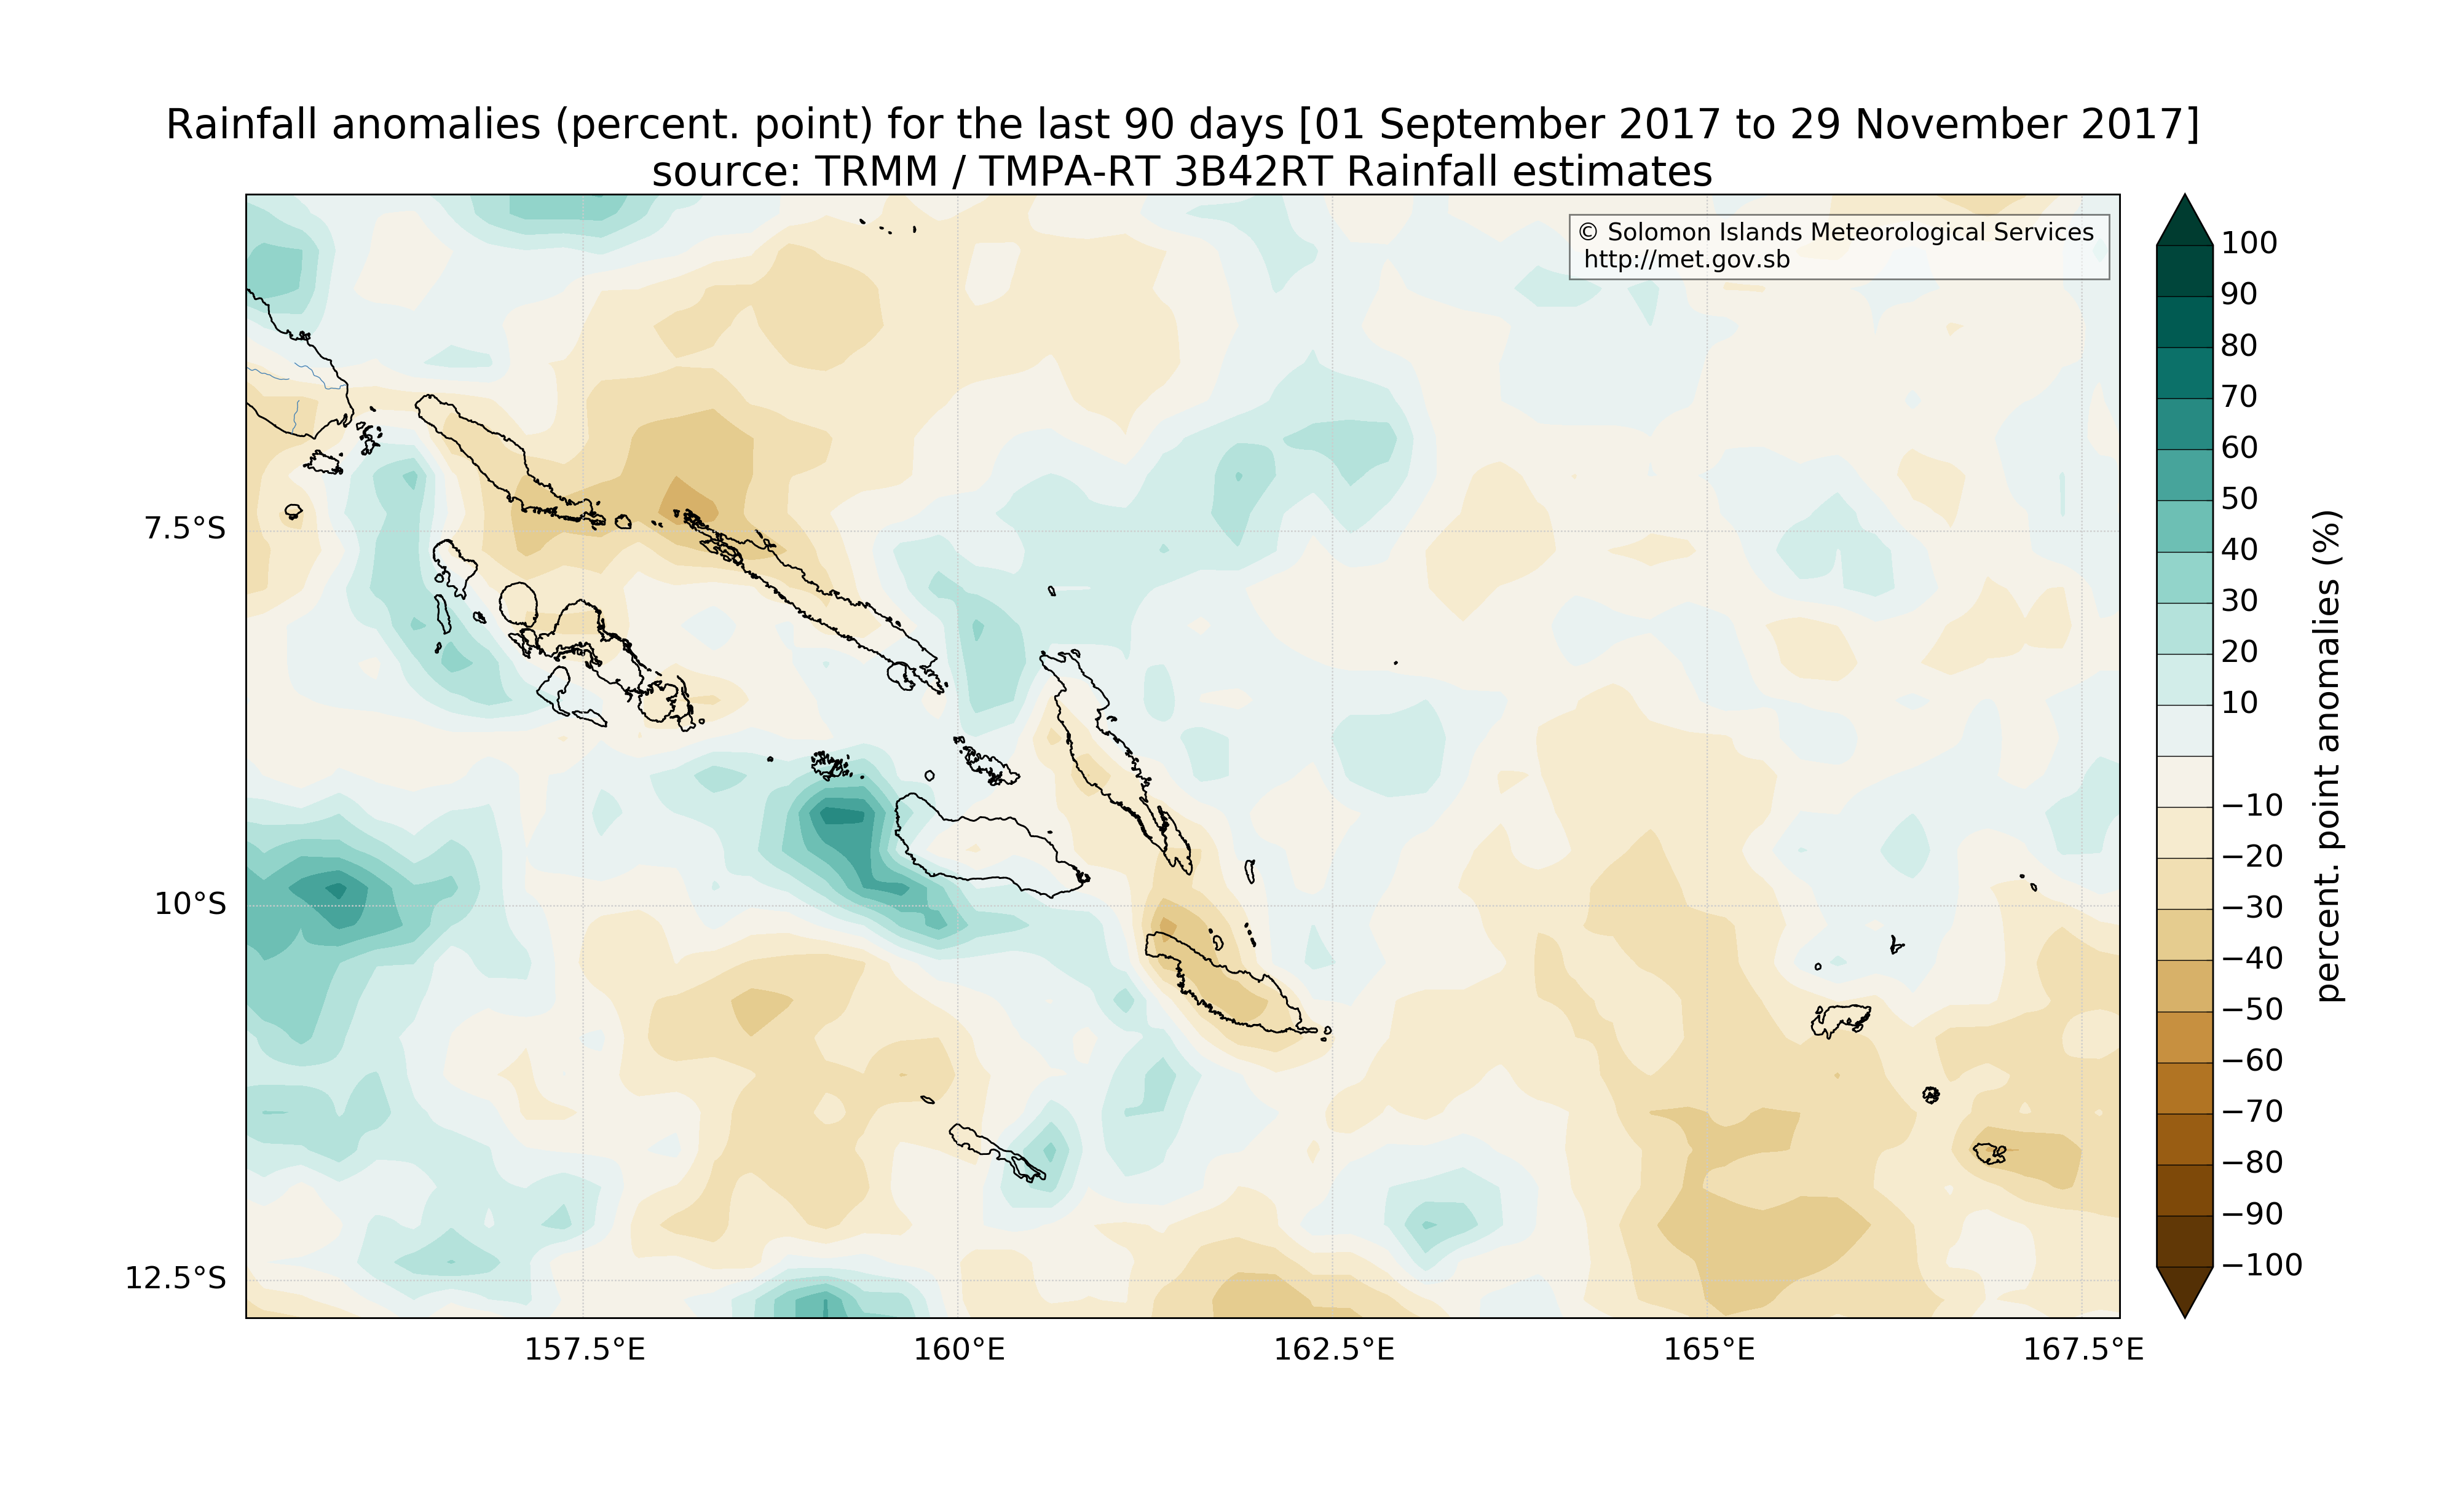 Rainfall anomalies (percent. point) for the last 90 days [01 September 2017 to 29 November 2017]
source: TRMM / TMPA-RT 3B42RT Rainfall estimates
© Solomon Islands Meteorological Services
http://met.gov.sb
7.5°S
10°S
12.5°S
157.5°E
160°E
162.5°E
165°E
167.5°E
100
90
80
70
60
50
40
30
20
10
−10
−20
−30
−40
−50
−60
−70
−80
−90
−100
percent. point anomalies (%)